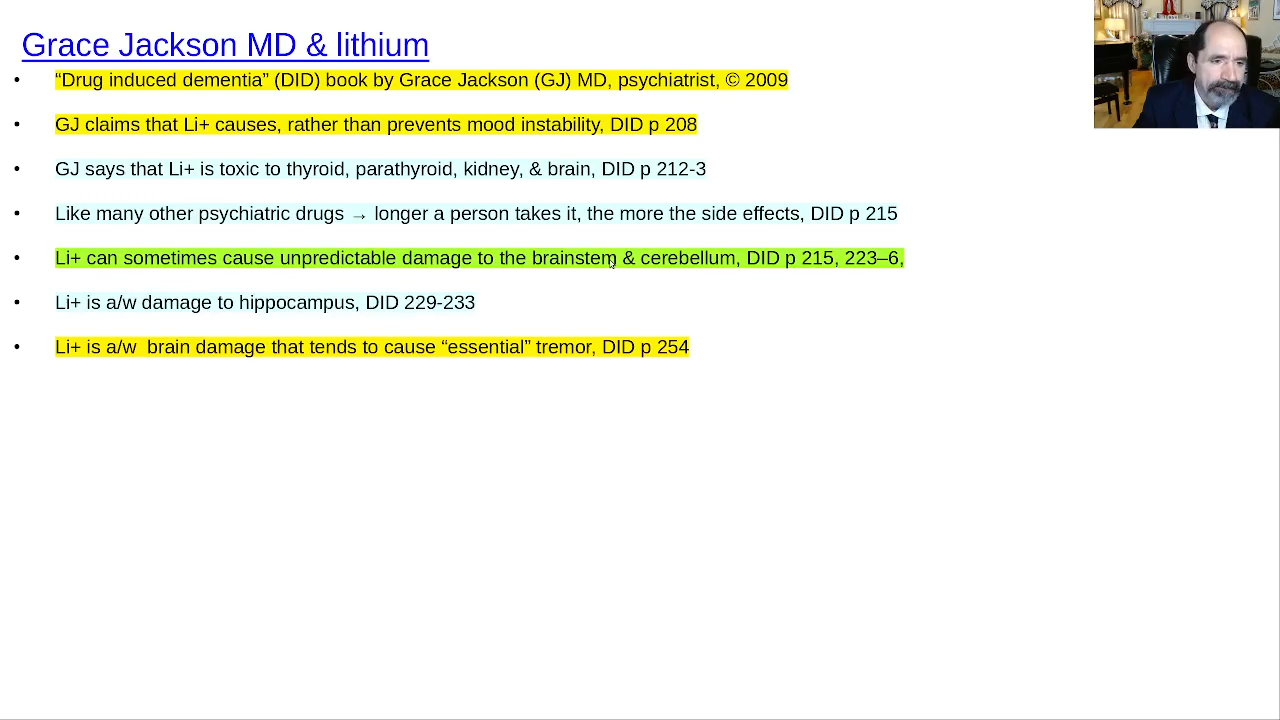 Grace Jackson MD & lithium
• “Drug induced dementia” (DID) book by Grace Jackson (GJ) MD, psychiatrist, © 2009
• GJ claims that Li+ causes, rather than prevents mood instability, DID p 208
• GJ says that Li+ is toxic to thyroid, parathyroid, kidney, & brain, DID p 212-3
• Like many other psychiatric drugs → longer a person takes it, the more the side effects, DID p 215
• Li+ can sometimes cause unpredictable damage to the brainstem & cerebellum, DID p 215, 223–6,
• Li+ is a/w damage to hippocampus, DID 229-233
• Li+ is a/w  brain damage that tends to cause “essential” tremor, DID p 254